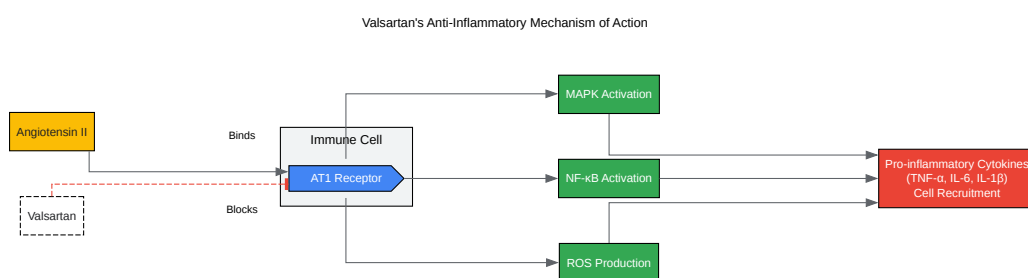 Valsartan's Anti-Inflammatory Mechanism of Action
MAPK Activation
Angiotensin II
Binds
Immune Cell
AT1 Receptor
NF-κB Activation
Pro-inflammatory Cytokines
(TNF-α, IL-6, IL-1β)
Cell Recruitment
Valsartan
Blocks
ROS Production